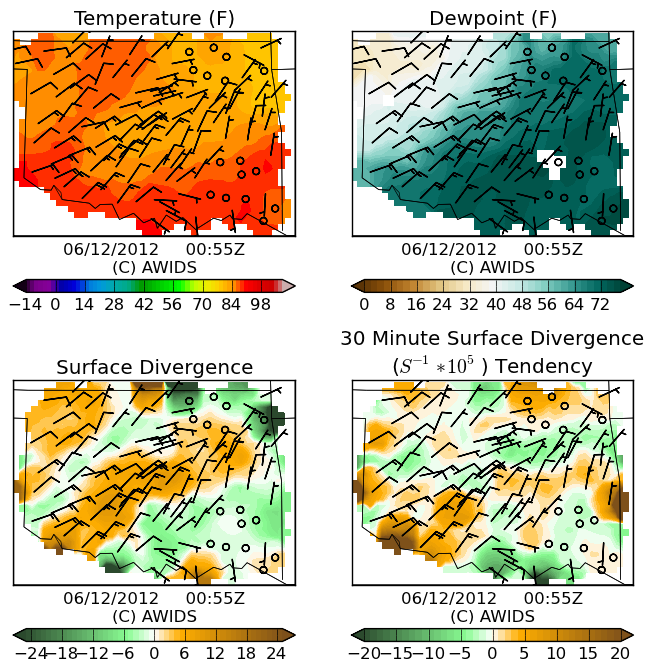 Temperature (F)
Dewpoint (F)
06/12/2012 00:55Z
(C) AWIDS
−14 0 14 28 42 56 70 84 98
06/12/2012 00:55Z
(C) AWIDS
0 8 16 24 32 40 48 56 64 72
Surface Divergence
30 Minute Surface Divergence
(S⁻¹ *10⁵ ) Tendency
06/12/2012 00:55Z
(C) AWIDS
−24 −18 −12 −6 0 6 12 18 24
06/12/2012 00:55Z
(C) AWIDS
−20 −15 −10 −5 0 5 10 15 20